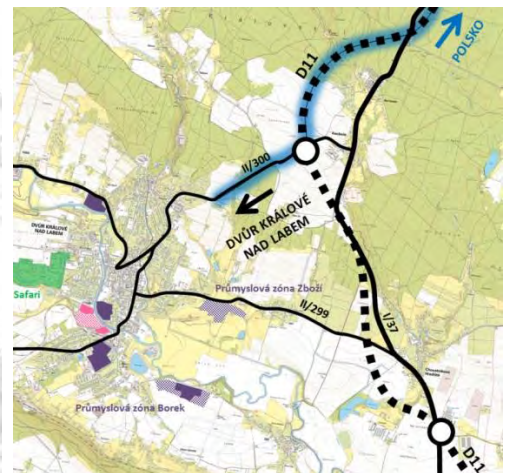 POLSKO
D11
II/300
DVŮR KRÁLOVÉ
NAD LABEM
DVŮR KRÁLOVÉ
NAD LABEM
Safari
Průmyslová zóna Zboží
II/299
I/37
Průmyslová zóna Borek
D11